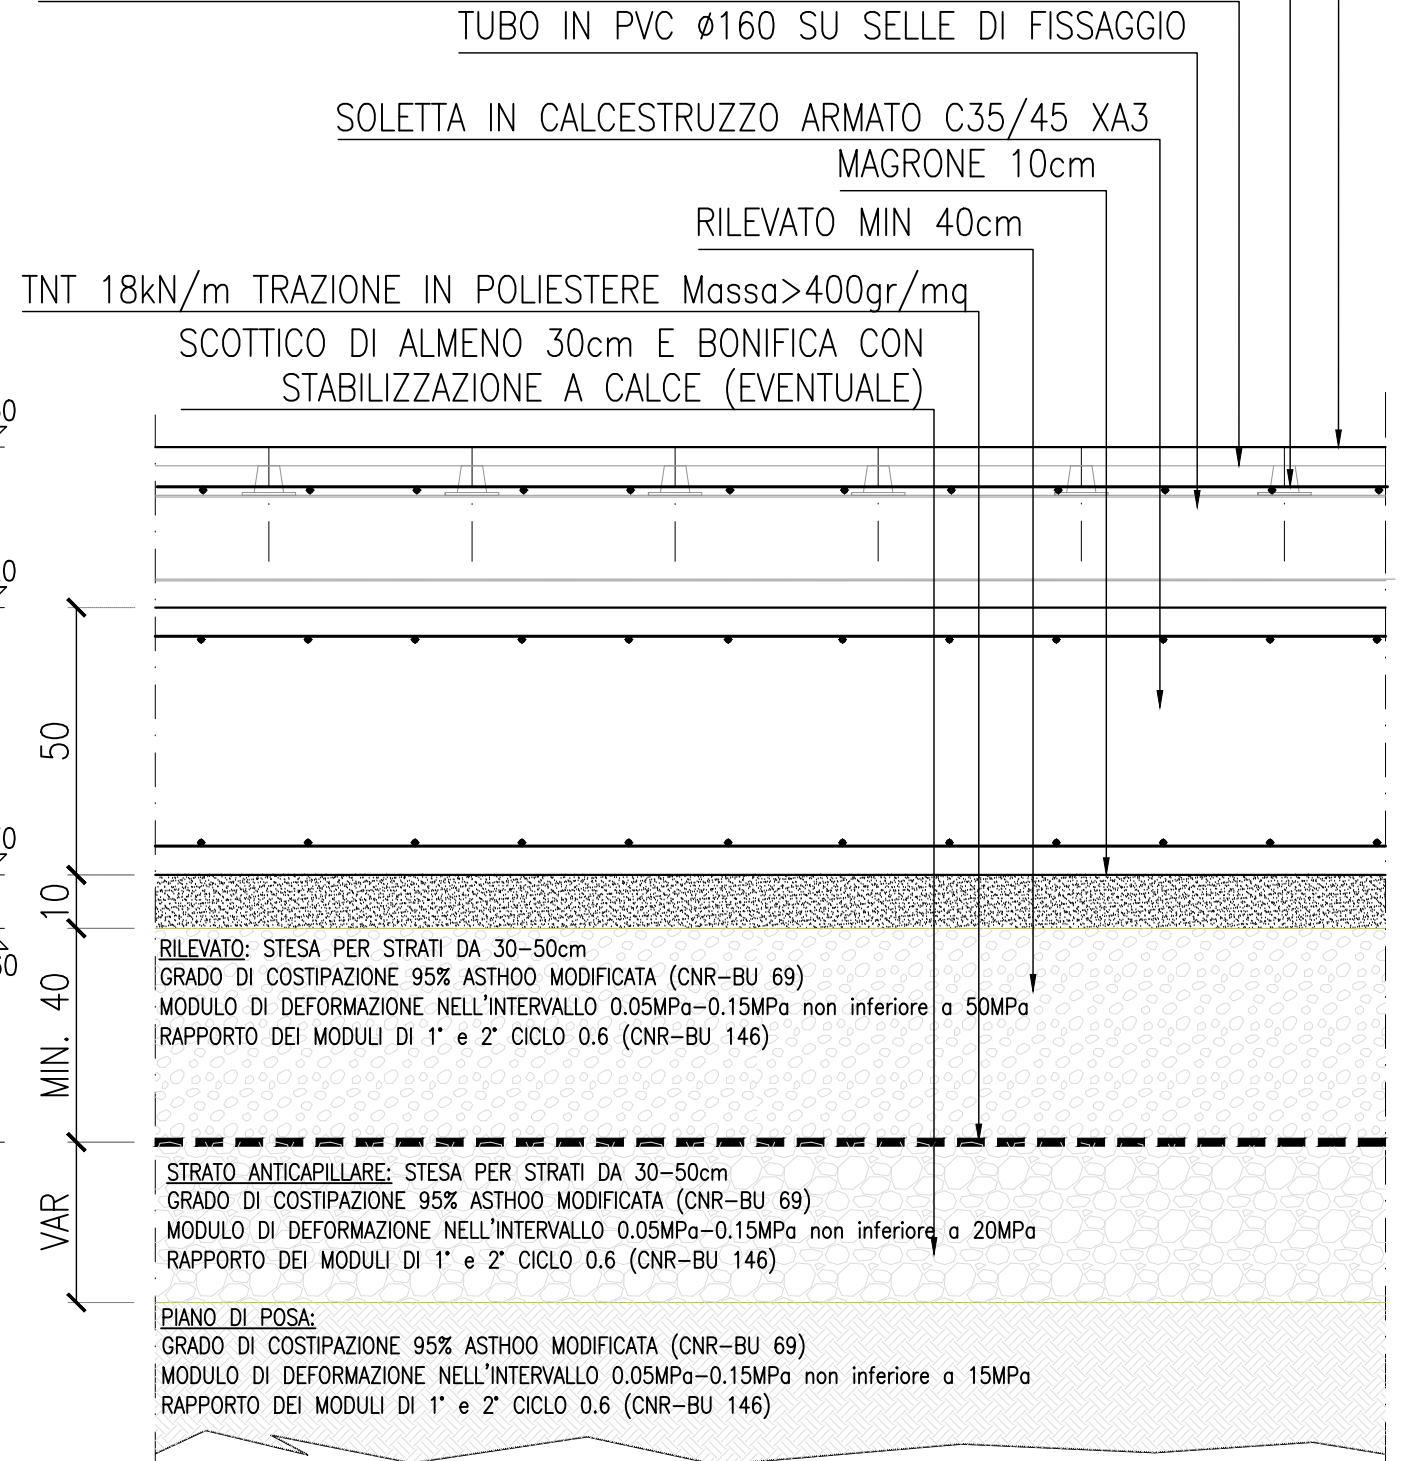 TUBO IN PVC ø160 SU SELLE DI FISSAGGIO
SOLETTA IN CALCESTRUZZO ARMATO C35/45 XA3
MAGRONE 10cm
RILEVATO MIN 40cm
TNT 18kN/m TRAZIONE IN POLIESTERE Massa>400gr/mq
SCOTTICO DI ALMENO 30cm E BONIFICA CON
STABILIZZAZIONE A CALCE (EVENTUALE)
50
10
MIN. 40
VAR
RILEVATO: STESA PER STRATI DA 30-50cm
GRADO DI COSTIPAZIONE 95% ASTHOO MODIFICATA (CNR-BU 69)
MODULO DI DEFORMAZIONE NELL'INTERVALLO 0.05MPa-0.15MPa non inferiore a 50MPa
RAPPORTO DEI MODULI DI 1° e 2° CICLO 0.6 (CNR-BU 146)
STRATO ANTICAPILLARE: STESA PER STRATI DA 30-50cm
GRADO DI COSTIPAZIONE 95% ASTHOO MODIFICATA (CNR-BU 69)
MODULO DI DEFORMAZIONE NELL'INTERVALLO 0.05MPa-0.15MPa non inferiore a 20MPa
RAPPORTO DEI MODULI DI 1° e 2° CICLO 0.6 (CNR-BU 146)
PIANO DI POSA:
GRADO DI COSTIPAZIONE 95% ASTHOO MODIFICATA (CNR-BU 69)
MODULO DI DEFORMAZIONE NELL'INTERVALLO 0.05MPa-0.15MPa non inferiore a 15MPa
RAPPORTO DEI MODULI DI 1° e 2° CICLO 0.6 (CNR-BU 146)